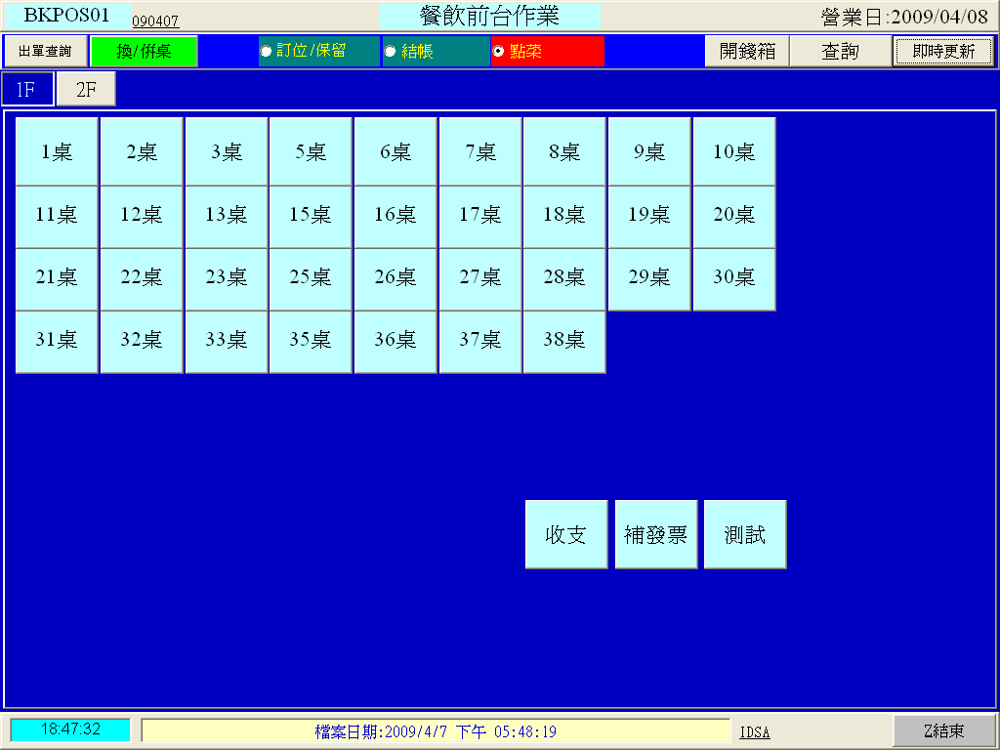 BKPOS01 090407 餐飲前台作業 營業日:2009/04/08
出單查詢 換/併桌 訂位/保留 結帳 點菜 開錢箱 查詢 即時更新
1F 2F
1桌 2桌 3桌 5桌 6桌 7桌 8桌 9桌 10桌
11桌 12桌 13桌 15桌 16桌 17桌 18桌 19桌 20桌
21桌 22桌 23桌 25桌 26桌 27桌 28桌 29桌 30桌
31桌 32桌 33桌 35桌 36桌 37桌 38桌
收支 補發票 測試
18:47:32 檔案日期:2009/4/7 下午 05:48:19 IDSA Z結束